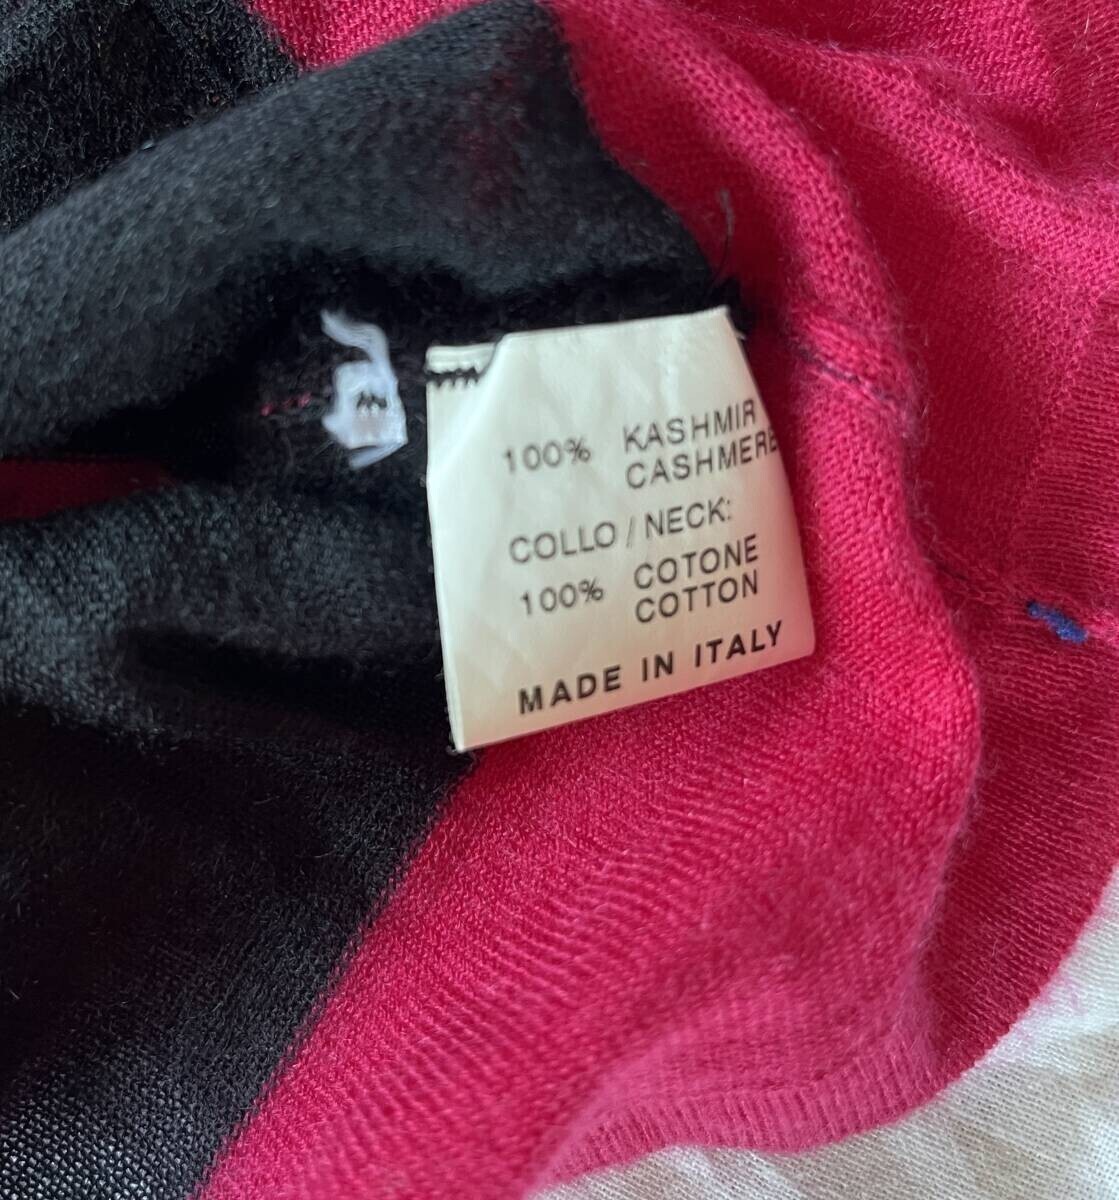 100% KASHMIR
CASHMERE
COLLO / NECK:
100% COTONE
COTTON
MADE IN ITALY